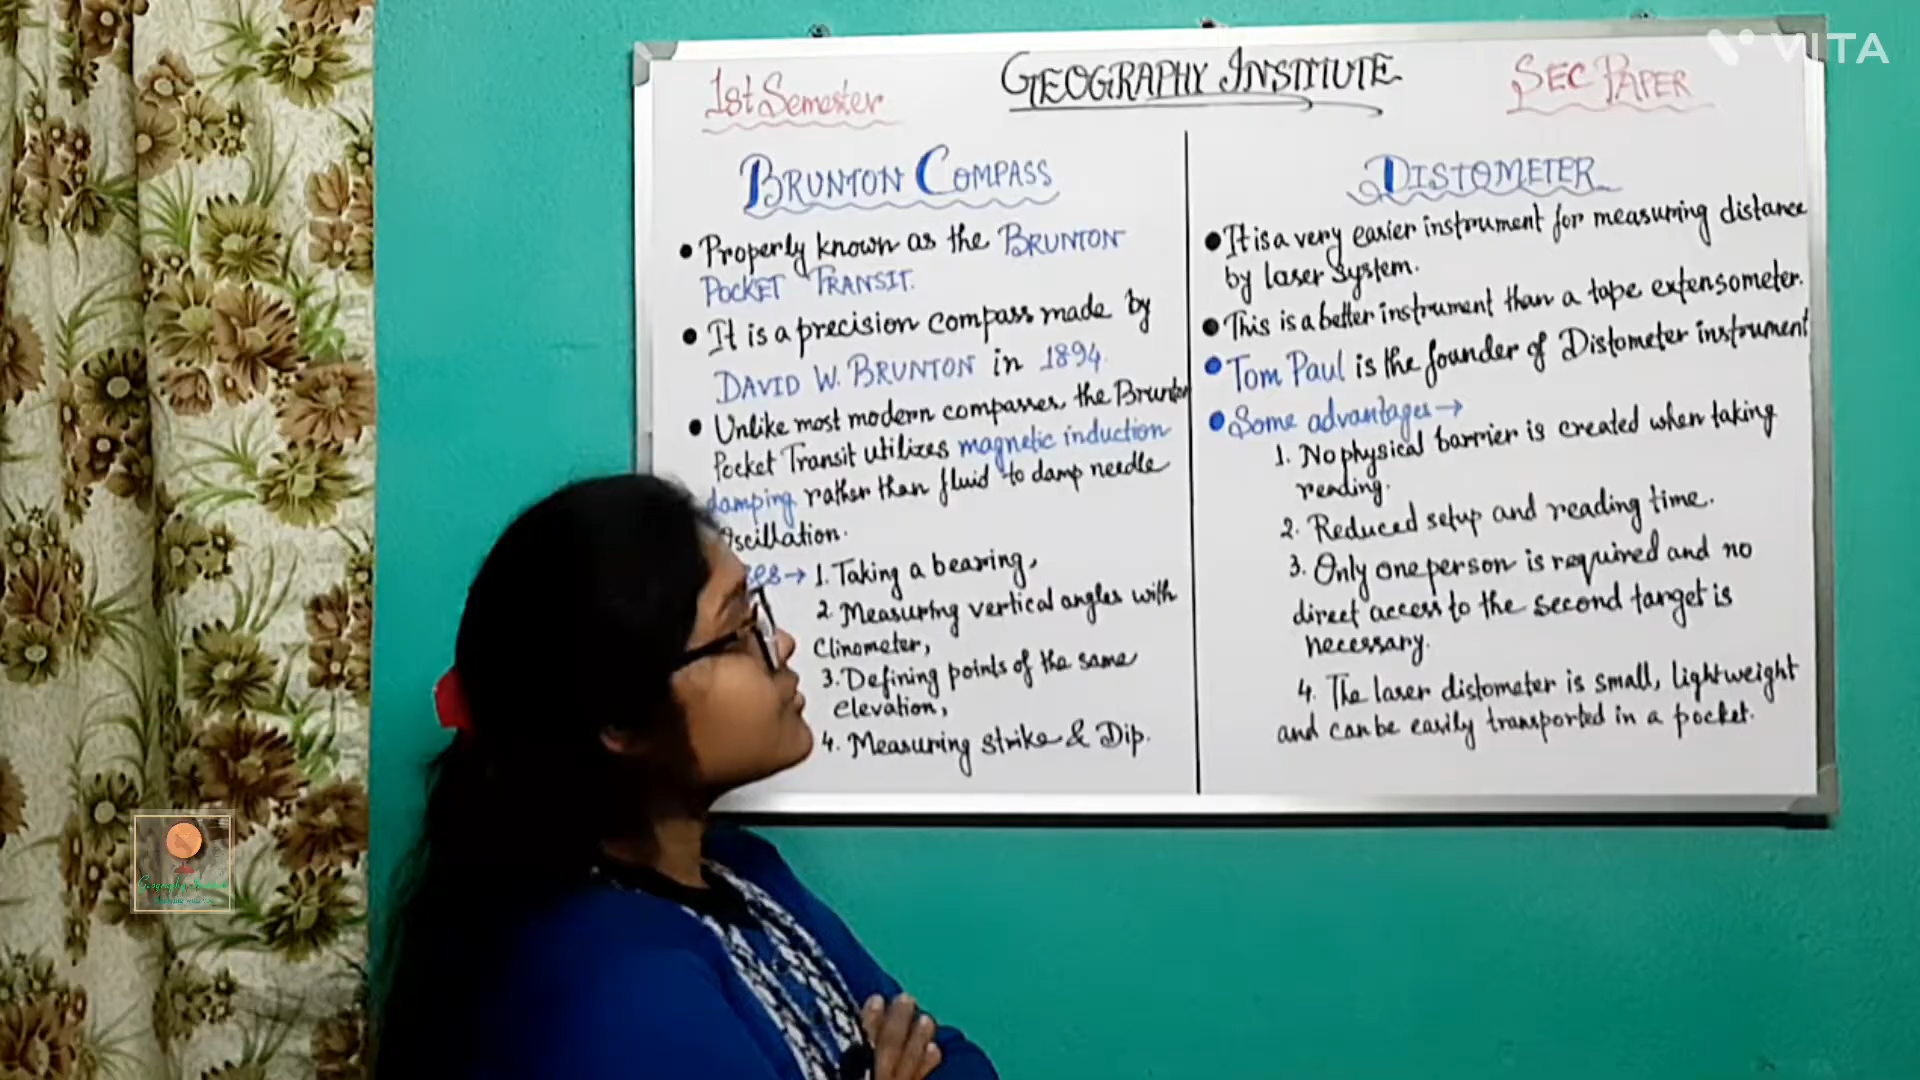 VITA
1st Semester
GEOGRAPHY INSTITUTE
SEC PAPER
BRUNTON COMPASS
• Properly known as the BRUNTON
POCKET TRANSIT.
• It is a precision compass made by
DAVID W. BRUNTON in 1894.
• Unlike most modern compasses, the Brunton
Pocket Transit utilizes magnetic induction
damping rather than fluid to damp needle
Oscillation.
→ 1. Taking a bearing,
2. Measuring vertical angles with
Clinometer,
3. Defining points of the same
elevation,
4. Measuring strike & Dip.
DISTOMETER
• It is a very easier instrument for measuring distance
by laser system.
• This is a better instrument than a tape extensometer.
• Tom Paul is the founder of Distometer instrument
• Some advantages →
1. No physical barrier is created when taking
reading.
2. Reduced setup and reading time.
3. Only one person is required and no
direct access to the second target is
necessary.
4. The laser distometer is small, lightweight
and can be easily transported in a pocket.
Geography